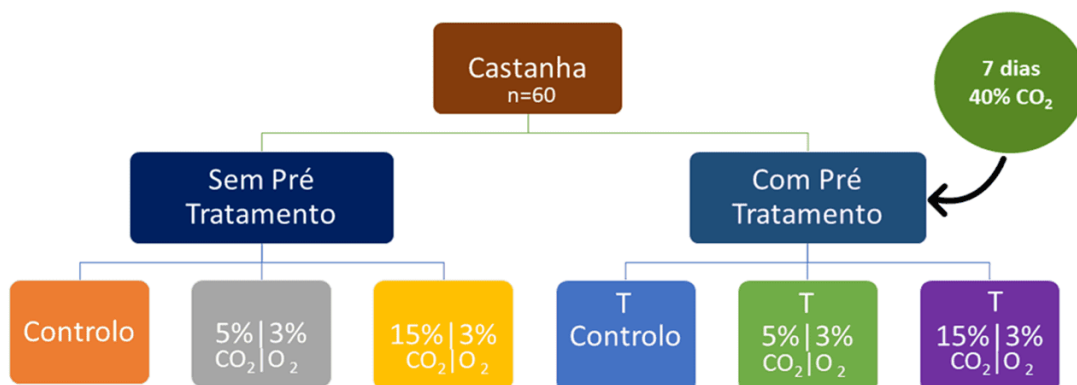 Castanha
n=60
7 dias
40% CO₂
Sem Pré
Tratamento
Com Pré
Tratamento
Controlo
5%|3%
CO₂|O₂
15%|3%
CO₂|O₂
T
Controlo
T
5%|3%
CO₂|O₂
T
15%|3%
CO₂|O₂